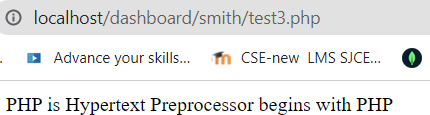 localhost/dashboard/smith/test3.php
Advance your skills... CSE-new LMS SJCE...
PHP is Hypertext Preprocessor begins with PHP